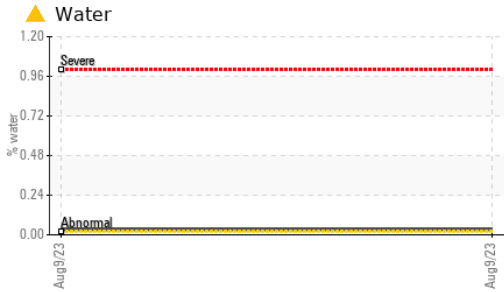 Water
1.20
Severe
0.96
0.72
% water
0.48
0.24
Abnormal
0.00
Aug9/23
Aug9/23